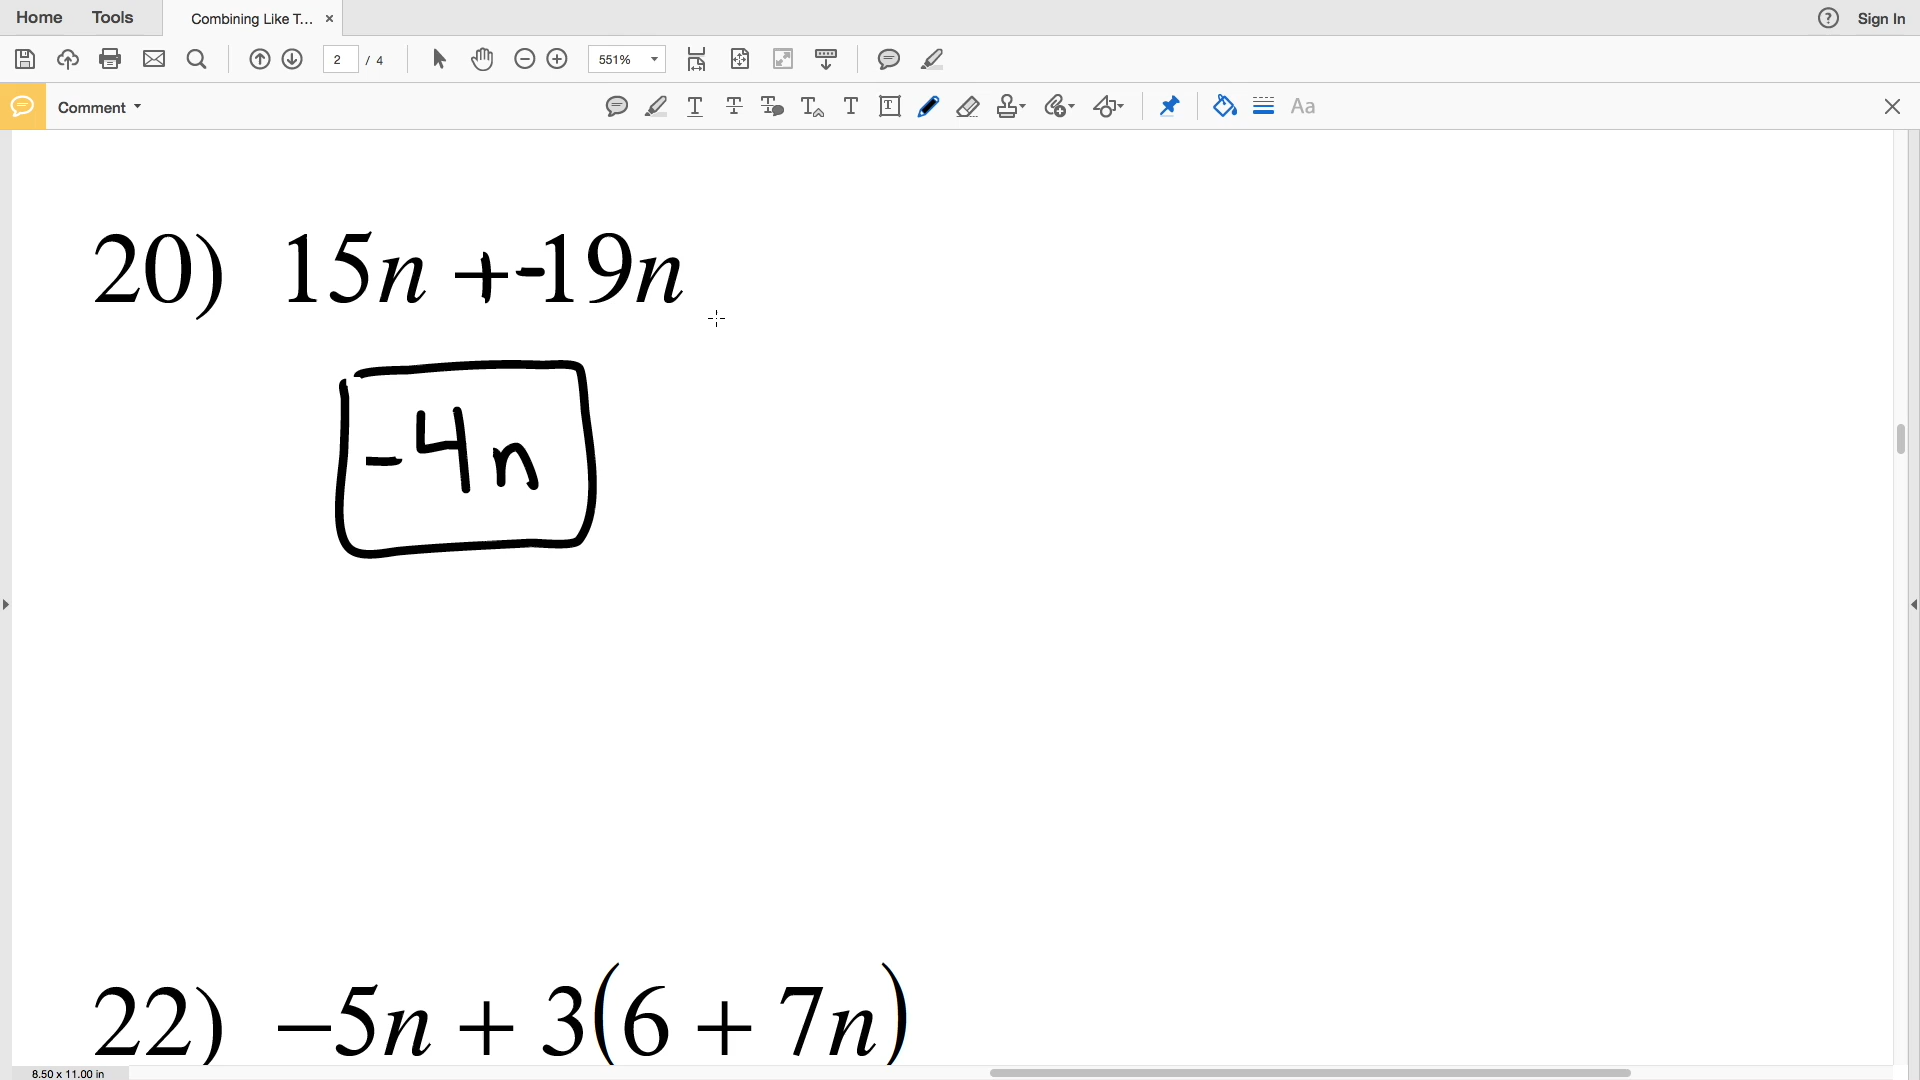 Home Tools Combining Like T... × ? Sign In
2 / 4 551%
Comment T T T T T T Aa
20) 15n + -19n
-4n
22) −5n + 3(6 + 7n)
8.50 x 11.00 in